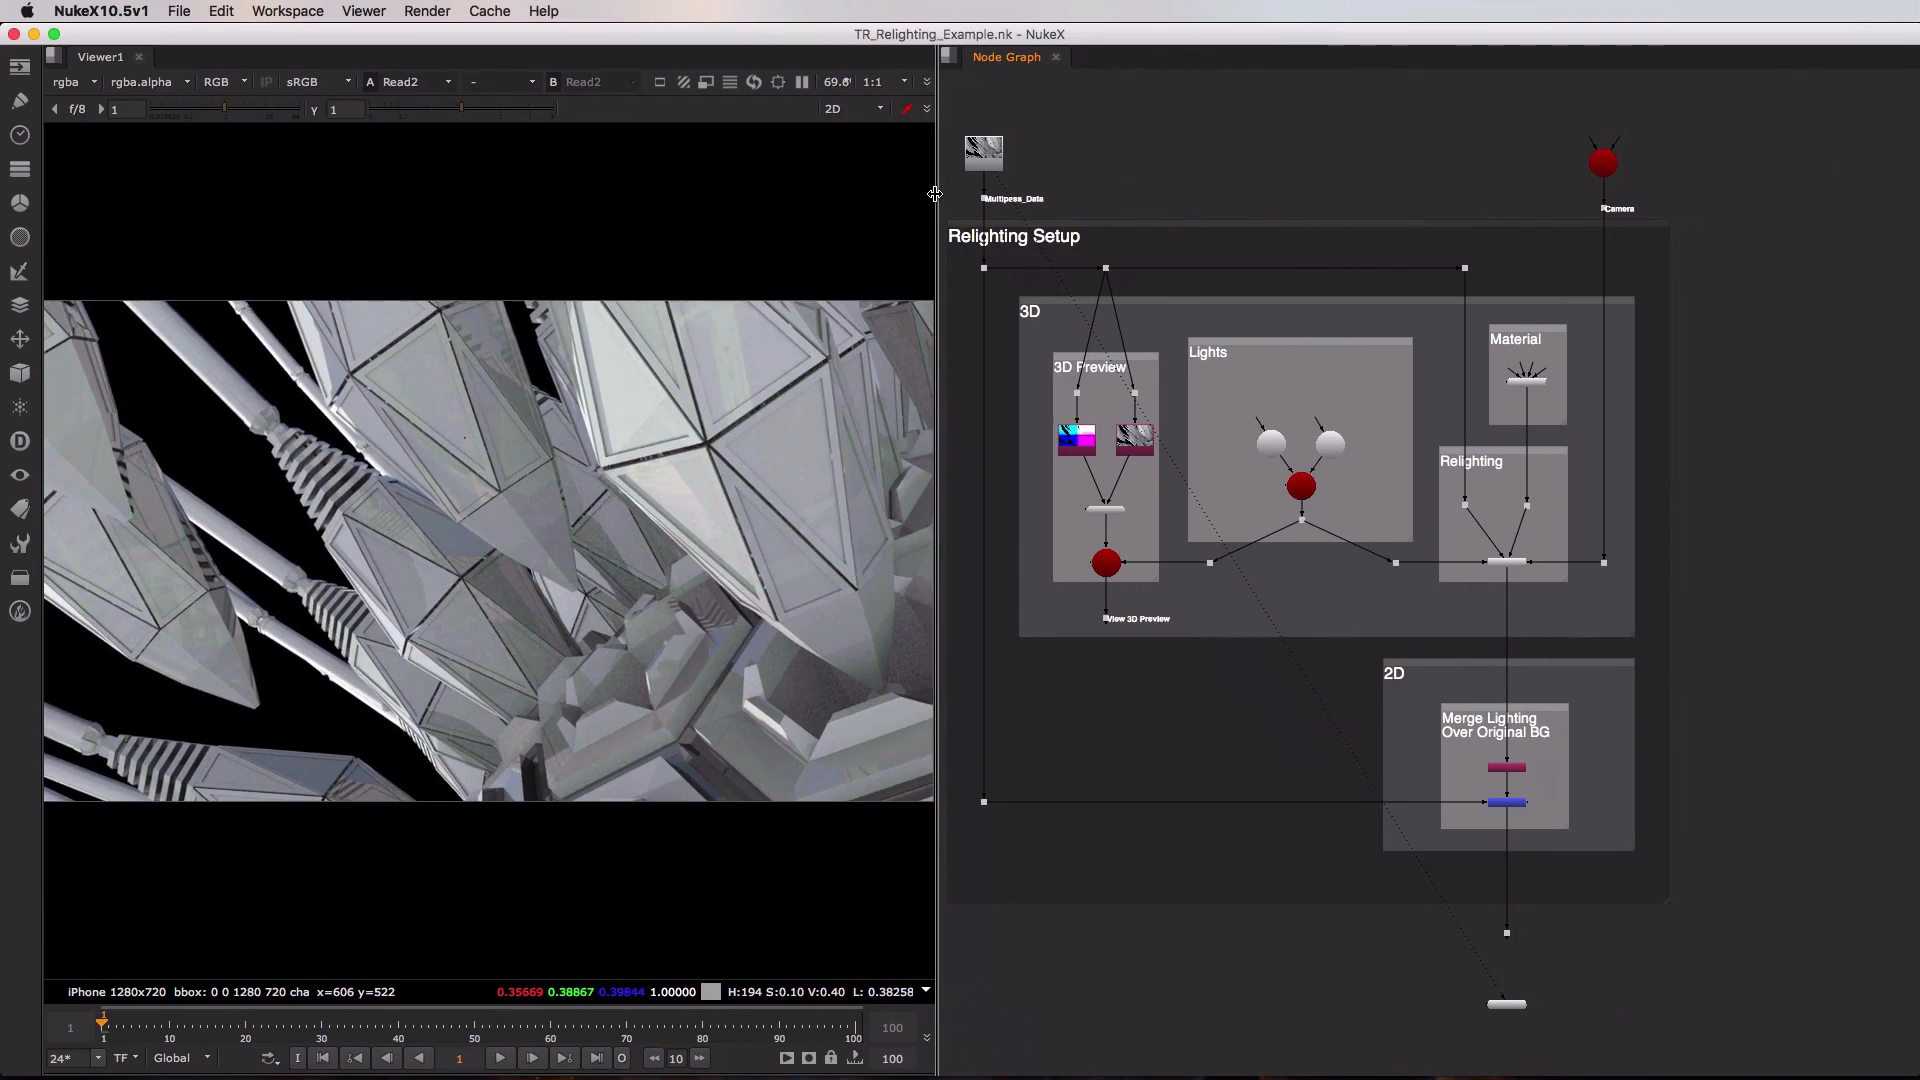 NukeX10.5v1 File Edit Workspace Viewer Render Cache Help
TR_Relighting_Example.nk - NukeX
Viewer1
rgba rgba.alpha RGB IP sRGB A Read2 - B Read2 1:1
f/8 1 γ 1 2D
iPhone 1280x720 bbox: 0 0 1280 720 cha x=606 y=522 0.35669 0.38867 0.39844 1.00000 H:194 S:0.10 V:0.40 L: 0.38258
1
1 1 10 20 30 40 50 60 70 80 90 100 100
24* TF Global I 1 O 10 100
Node Graph
Multipess_Data
Camera
Relighting Setup
3D
3D Preview
Lights
Material
Relighting
View 3D Preview
2D
Merge Lighting
Over Original BG